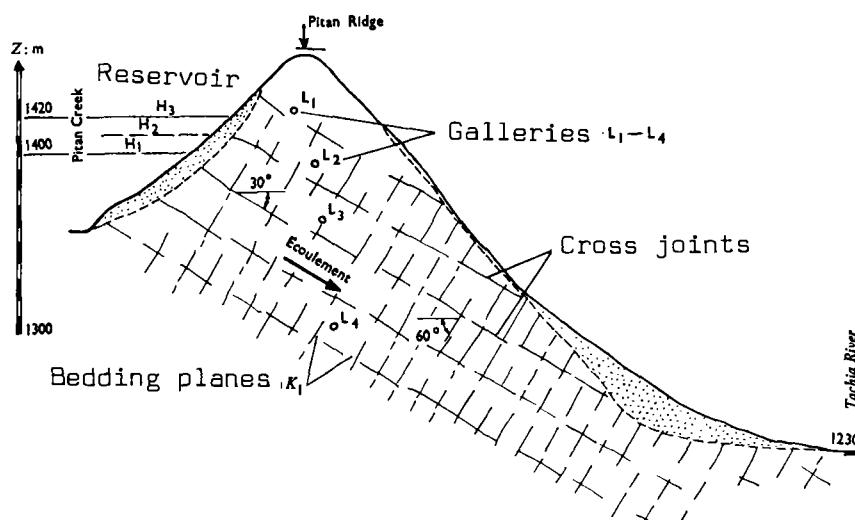 Pitan Ridge
Z: m
Reservoir
1420
H3
H2
1400
H1
Pitan Creek
L1
Galleries L1–L4
L2
30°
L3
Cross joints
Ecoulement
1300
L4
60°
Bedding planes K1
Tachia River
1230